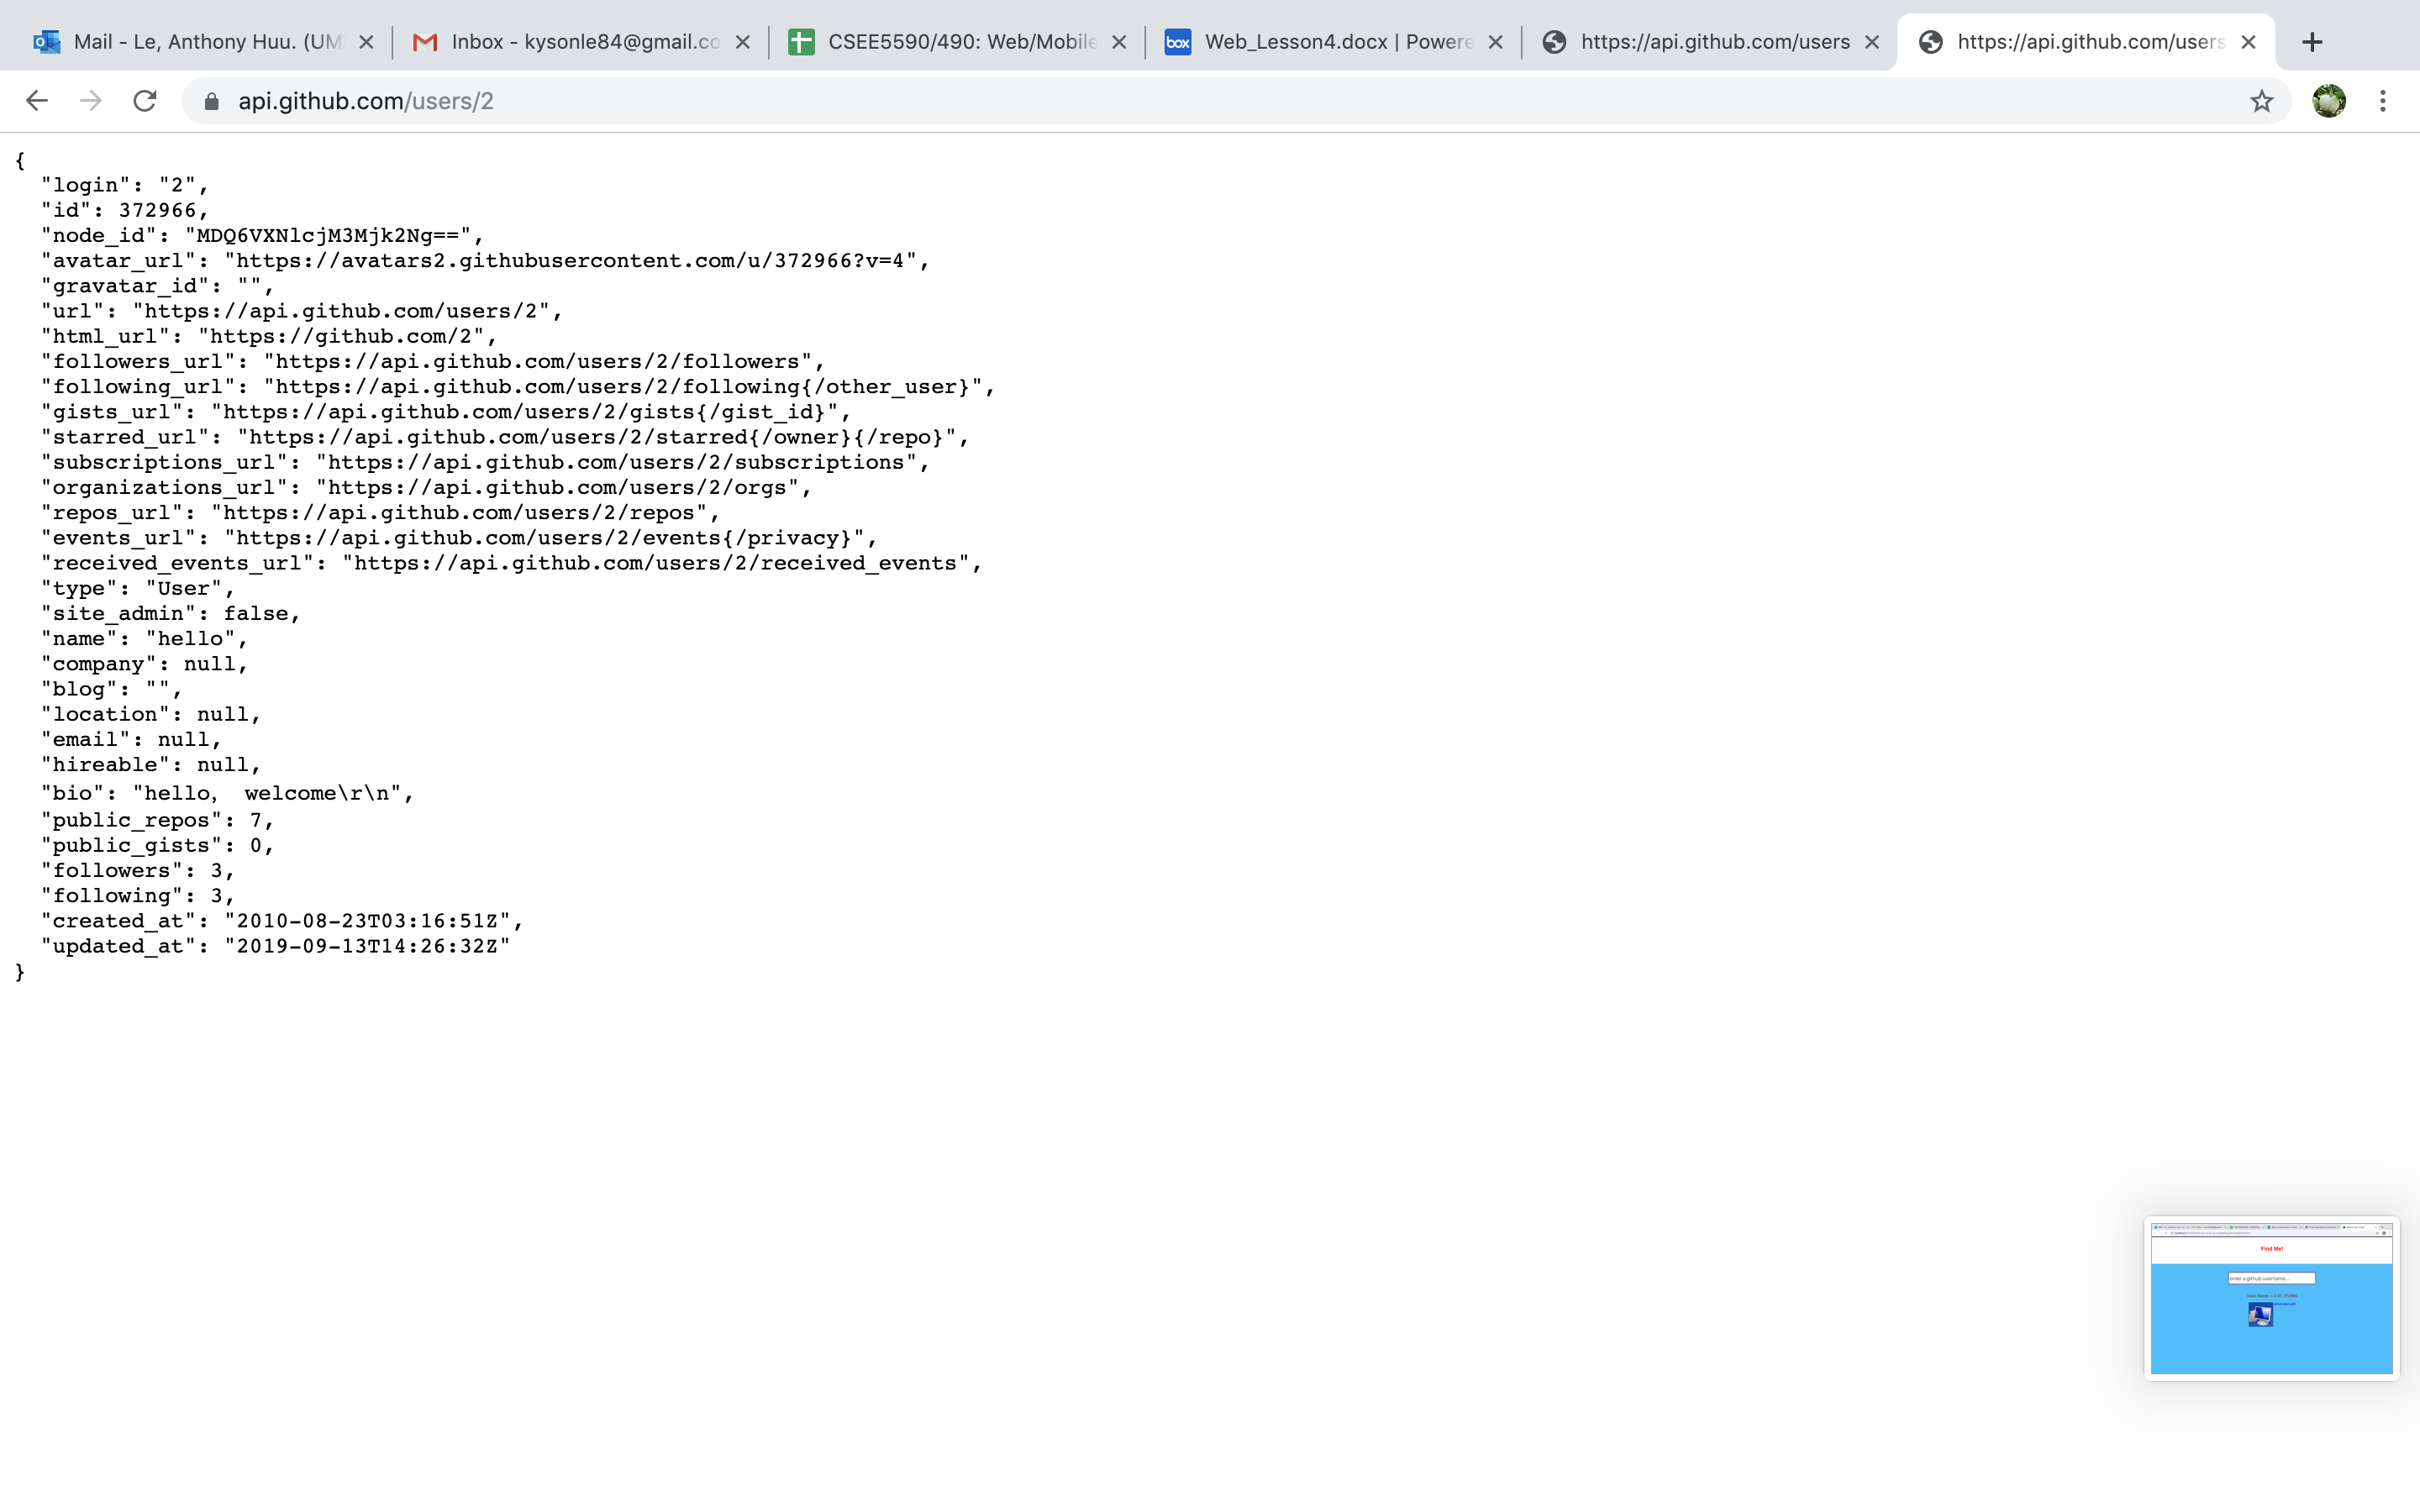 Mail - Le, Anthony Huu. (UM
Inbox - kysonle84@gmail.co
CSEE5590/490: Web/Mobile
box
Web_Lesson4.docx | Powere
https://api.github.com/users
https://api.github.com/users
api.github.com/users/2
{
"login": "2",
"id": 372966,
"node_id": "MDQ6VXNlcjM3Mjk2Ng==",
"avatar_url": "https://avatars2.githubusercontent.com/u/372966?v=4",
"gravatar_id": "",
"url": "https://api.github.com/users/2",
"html_url": "https://github.com/2",
"followers_url": "https://api.github.com/users/2/followers",
"following_url": "https://api.github.com/users/2/following{/other_user}",
"gists_url": "https://api.github.com/users/2/gists{/gist_id}",
"starred_url": "https://api.github.com/users/2/starred{/owner}{/repo}",
"subscriptions_url": "https://api.github.com/users/2/subscriptions",
"organizations_url": "https://api.github.com/users/2/orgs",
"repos_url": "https://api.github.com/users/2/repos",
"events_url": "https://api.github.com/users/2/events{/privacy}",
"received_events_url": "https://api.github.com/users/2/received_events",
"type": "User",
"site_admin": false,
"name": "hello",
"company": null,
"blog": "",
"location": null,
"email": null,
"hireable": null,
"bio": "hello， welcome\r\n",
"public_repos": 7,
"public_gists": 0,
"followers": 3,
"following": 3,
"created_at": "2010-08-23T03:16:51Z",
"updated_at": "2019-09-13T14:26:32Z"
}
Find Me!
enter a github username...